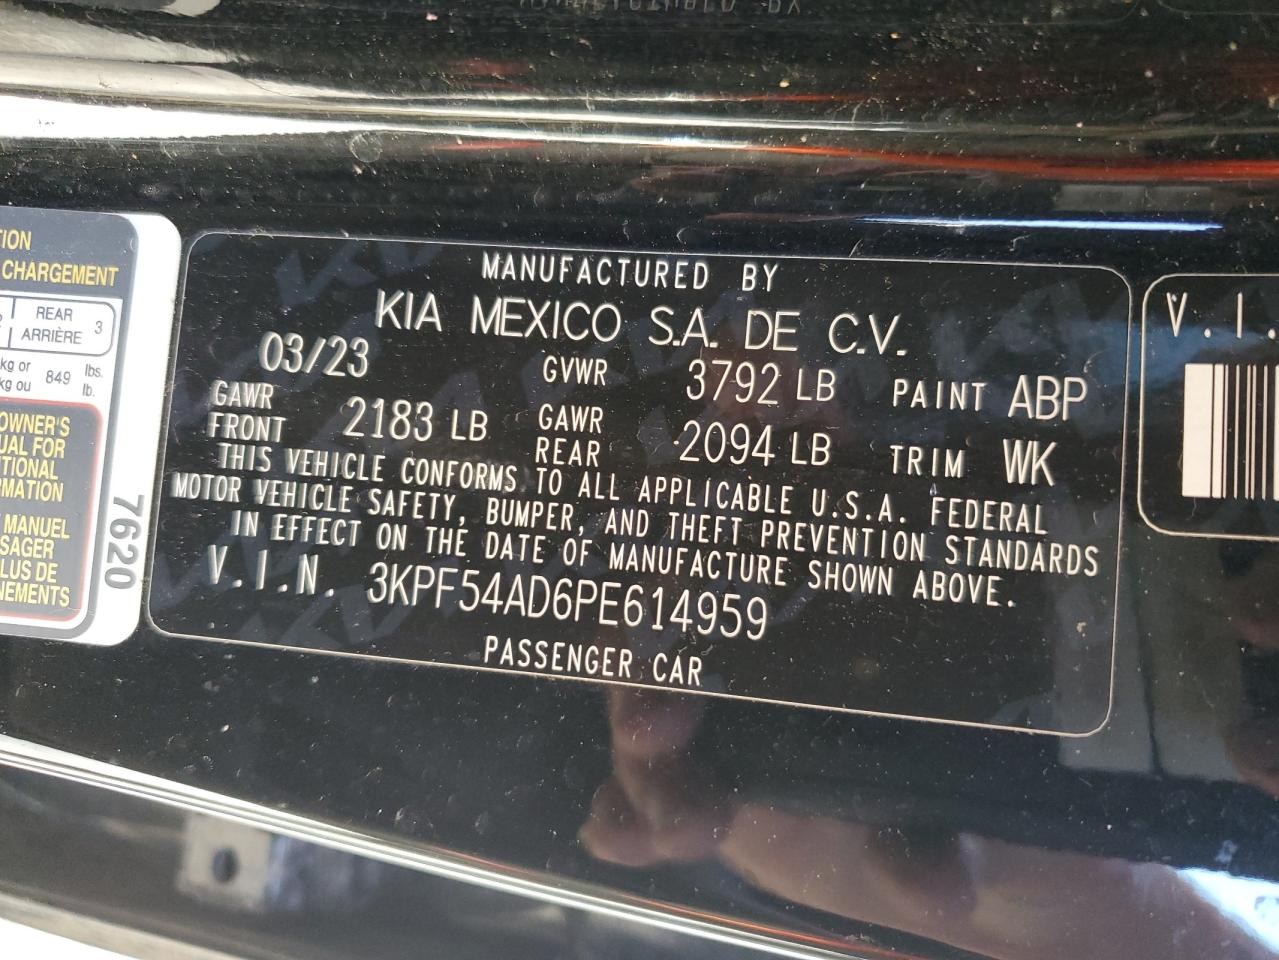 TION
CHARGEMENT
REAR 3
ARRIÈRE
kg or 849 lbs.
kg ou lb.
OWNER'S
UAL FOR
ITIONAL
RMATION
MANUEL
SAGER
LUS DE
NEMENTS
7620
MANUFACTURED BY
KIA MEXICO S.A. DE C.V.
03/23 GVWR 3792 LB PAINT ABP
GAWR FRONT 2183 LB GAWR REAR 2094 LB TRIM WK
THIS VEHICLE CONFORMS TO ALL APPLICABLE U.S.A. FEDERAL
MOTOR VEHICLE SAFETY, BUMPER, AND THEFT PREVENTION STANDARDS
IN EFFECT ON THE DATE OF MANUFACTURE SHOWN ABOVE.
V.I.N. 3KPF54AD6PE614959
PASSENGER CAR
V.I.